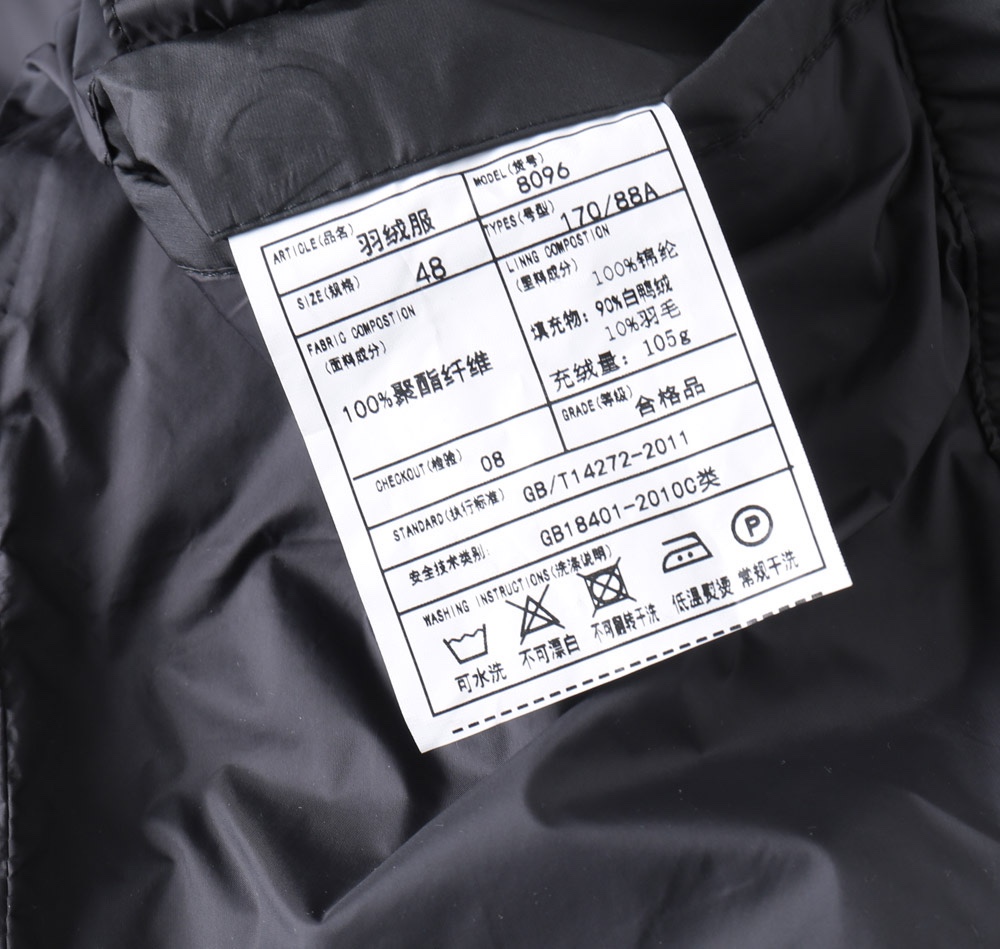 ARTICLE(品名) 羽绒服
MODEL(货号) 8096
SIZE(规格) 48
TYPES(号型) 170/88A
FABRIC COMPOSTION
(面料成分)
100%聚酯纤维
LINNG COMPOSTION
(里料成分) 100%锦纶
填充物: 90%白鸭绒
10%羽毛
充绒量: 105g
CHECKOUT(检验) 08
GRADE(等级) 合格品
STANDARD(执行标准) GB/T14272-2011
安全技术类别: GB18401-2010C类
WASHING INSTRUCTIONS(洗涤说明)
P
可水洗 不可漂白 不可翻转干洗 低温熨烫 常规干洗